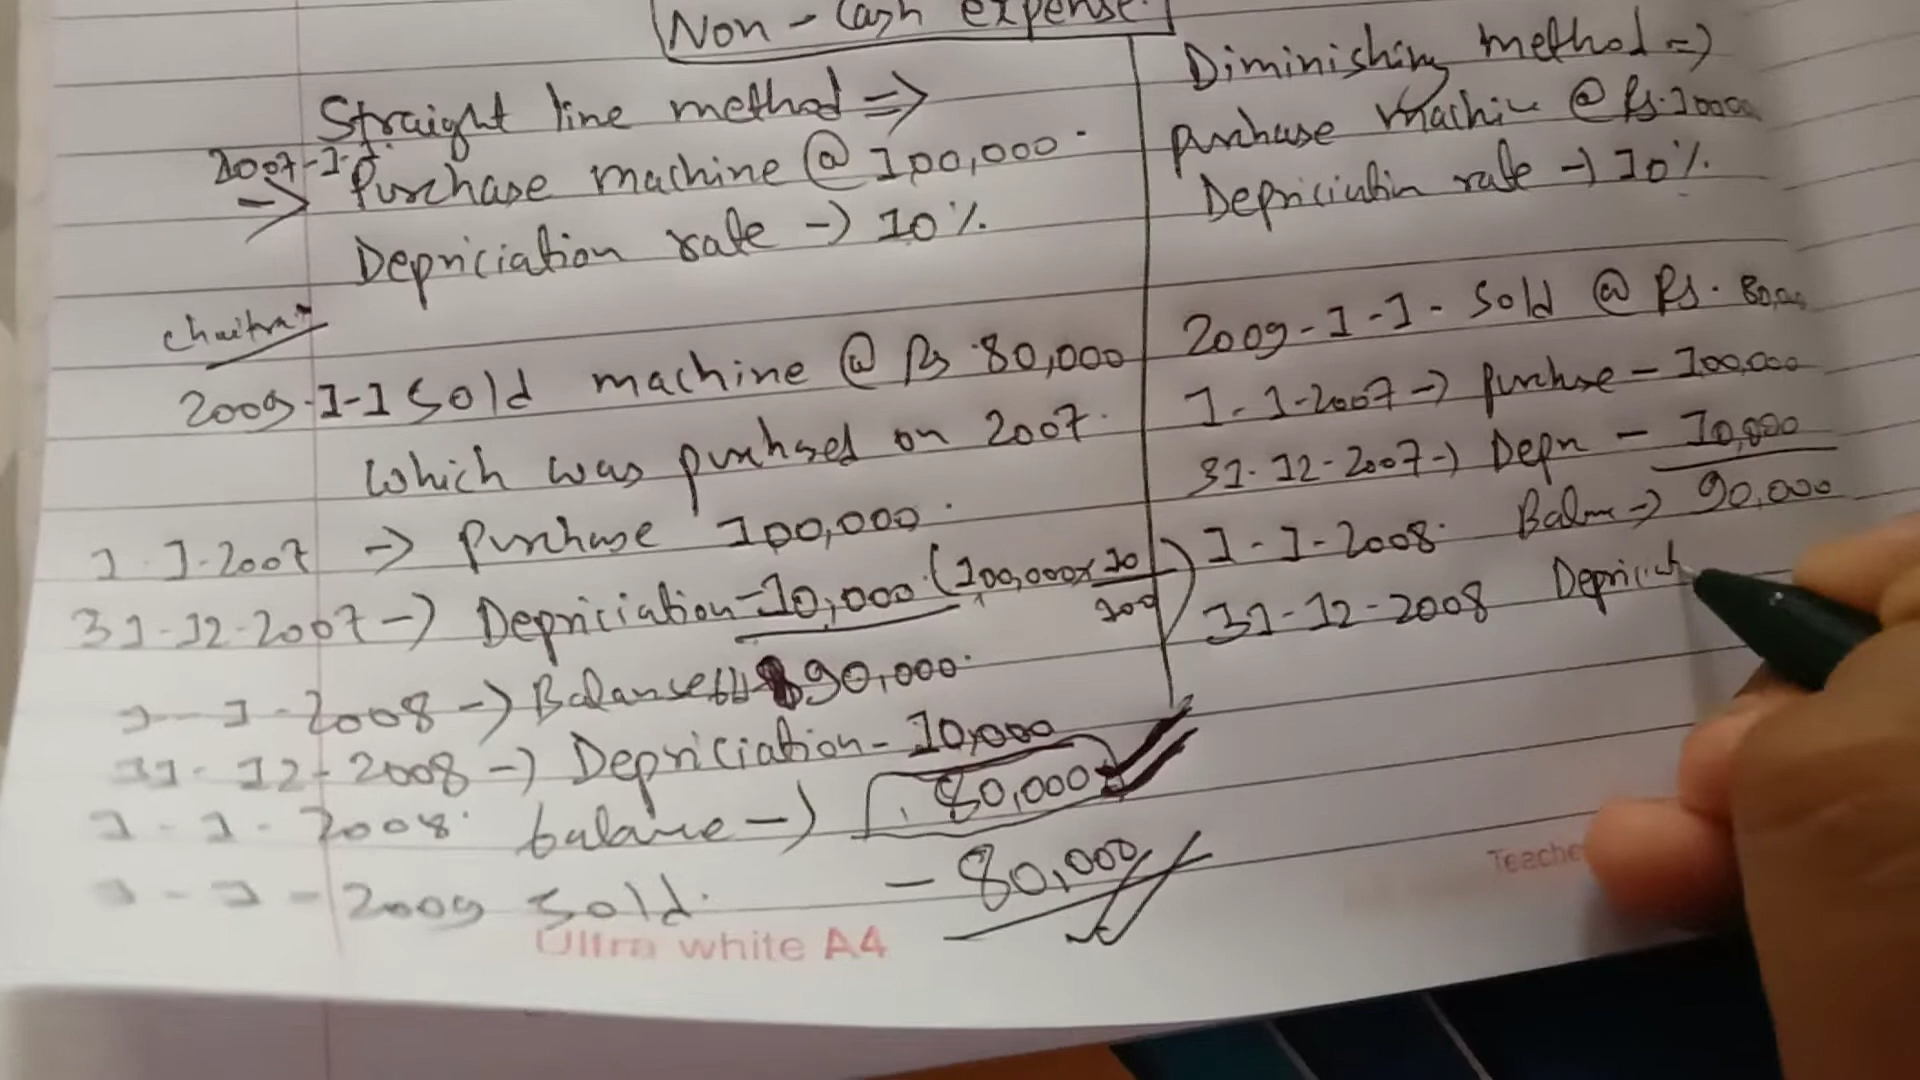 Non-Cash expense
Straight line method =>
2007-1-1
-> Purchase machine @ 100,000
Depriciation rate -> 10%
Chaitra
2009-1-1 Sold machine @ Rs 80,000
which was purhsed on 2007.
1-1-2007 -> Purchase 100,000
31-12-2007 -> Depriciation - 10,000 (100,000 x 10/100)
1-1-2008 -> Balance 90,000
31-12-2008 -> Depriciation - 10,000
1-1-2008 balance -> 80,000
1-1-2009 Sold. - 80,000
Diminishing method =>
purhase machine @ Rs.
Depriciation rate -> 10%
2009-1-1- Sold @ Rs.
1-1-2007 -> purchase - 100,000
31-12-2007 -> Depn - 10,000
1-1-2008 -> 90,000
31-12-2008
Ultra white A4